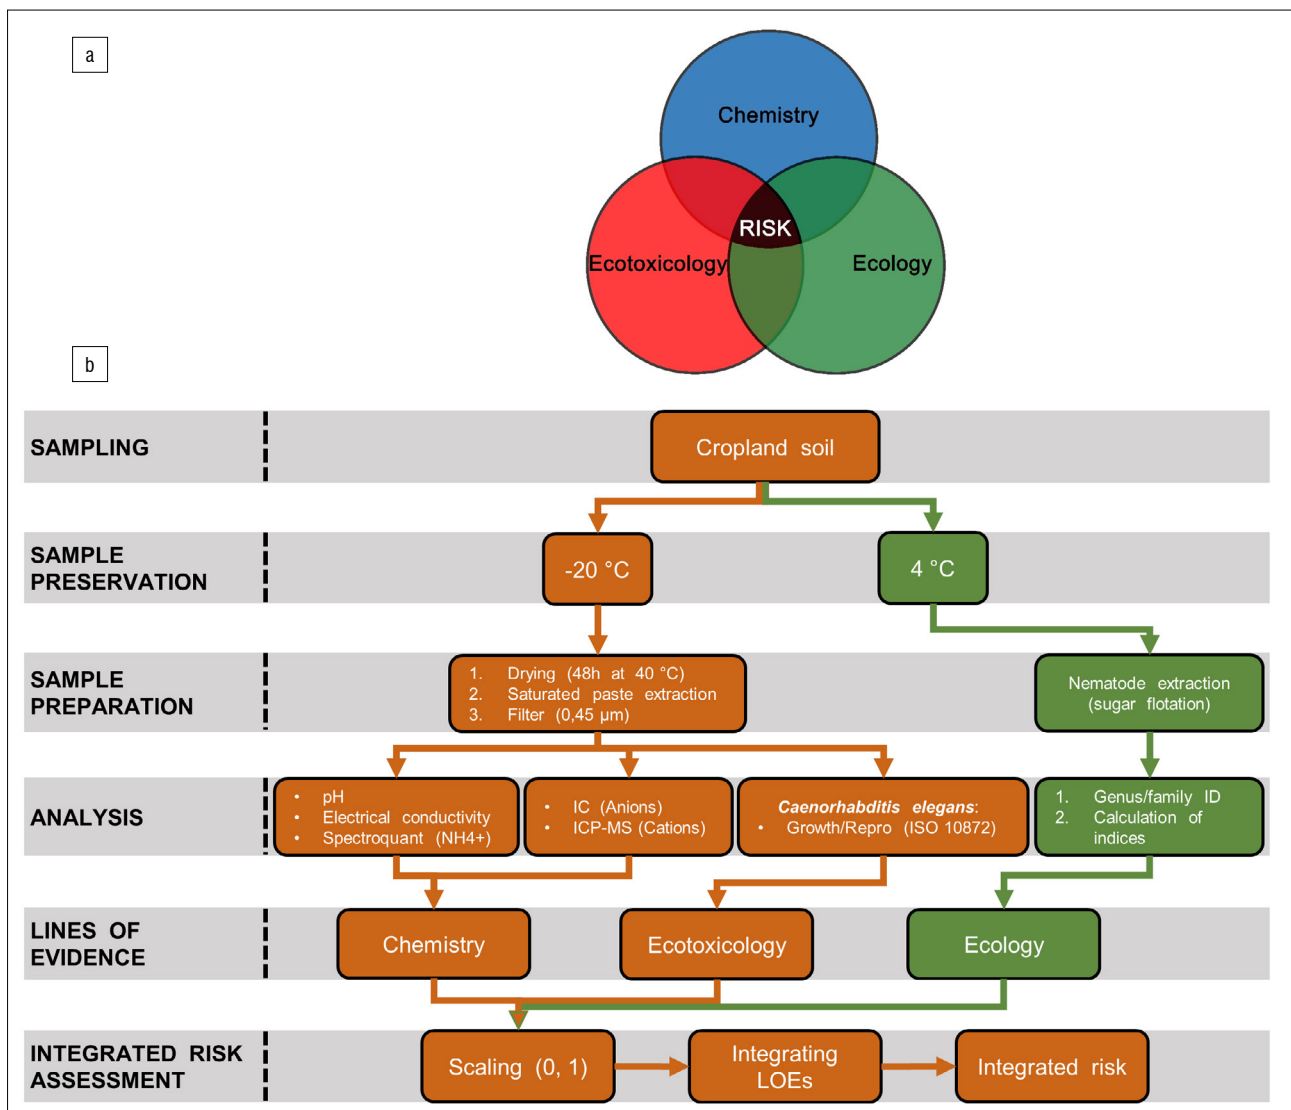 a
Chemistry
RISK
Ecotoxicology
Ecology
b
SAMPLING
Cropland soil
SAMPLE
PRESERVATION
-20 °C
4 °C
SAMPLE
PREPARATION
1. Drying (48h at 40 °C)
2. Saturated paste extraction
3. Filter (0,45 µm)
Nematode extraction
(sugar flotation)
ANALYSIS
• pH
• Electrical conductivity
• Spectroquant (NH4+)
• IC (Anions)
• ICP-MS (Cations)
Caenorhabditis elegans:
• Growth/Repro (ISO 10872)
1. Genus/family ID
2. Calculation of
indices
LINES OF
EVIDENCE
Chemistry
Ecotoxicology
Ecology
INTEGRATED RISK
ASSESSMENT
Scaling (0, 1)
Integrating
LOEs
Integrated risk